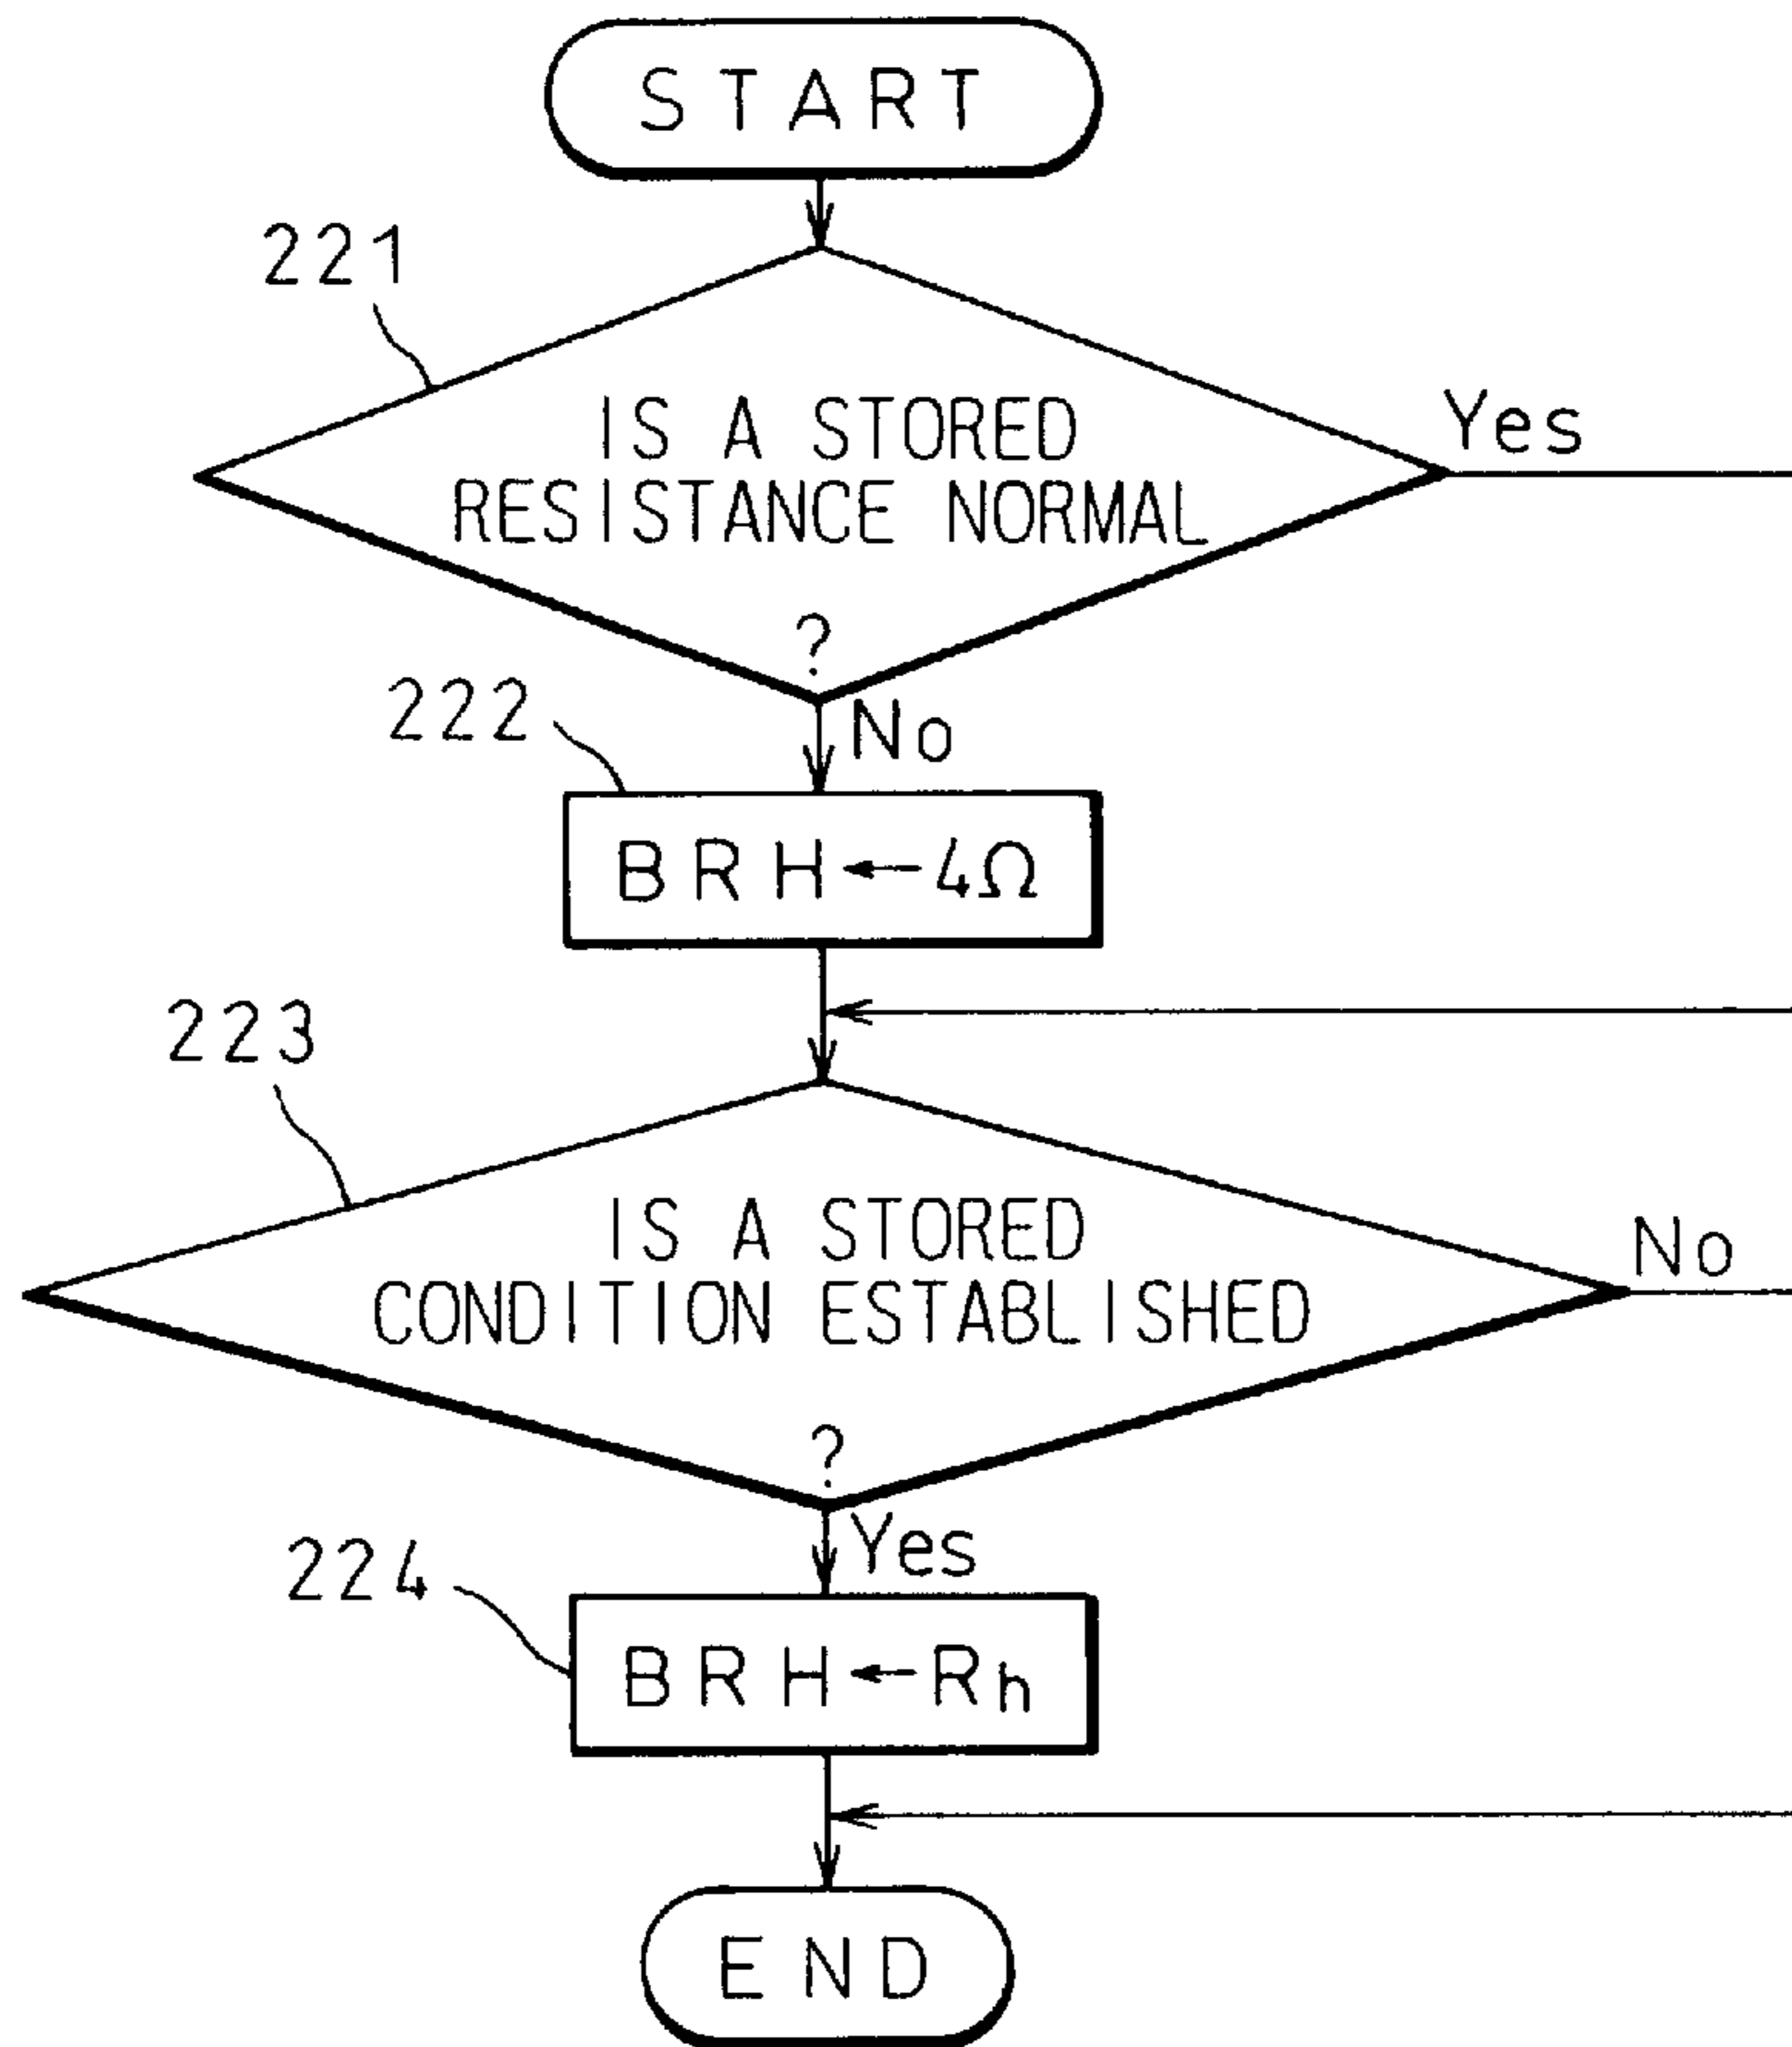 START
221
IS A STORED
Yes
RESISTANCE NORMAL
?
222
No
BRH←4Ω
223
IS A STORED
No
CONDITION ESTABLISHED
?
Yes
224
BRH←Rh
END